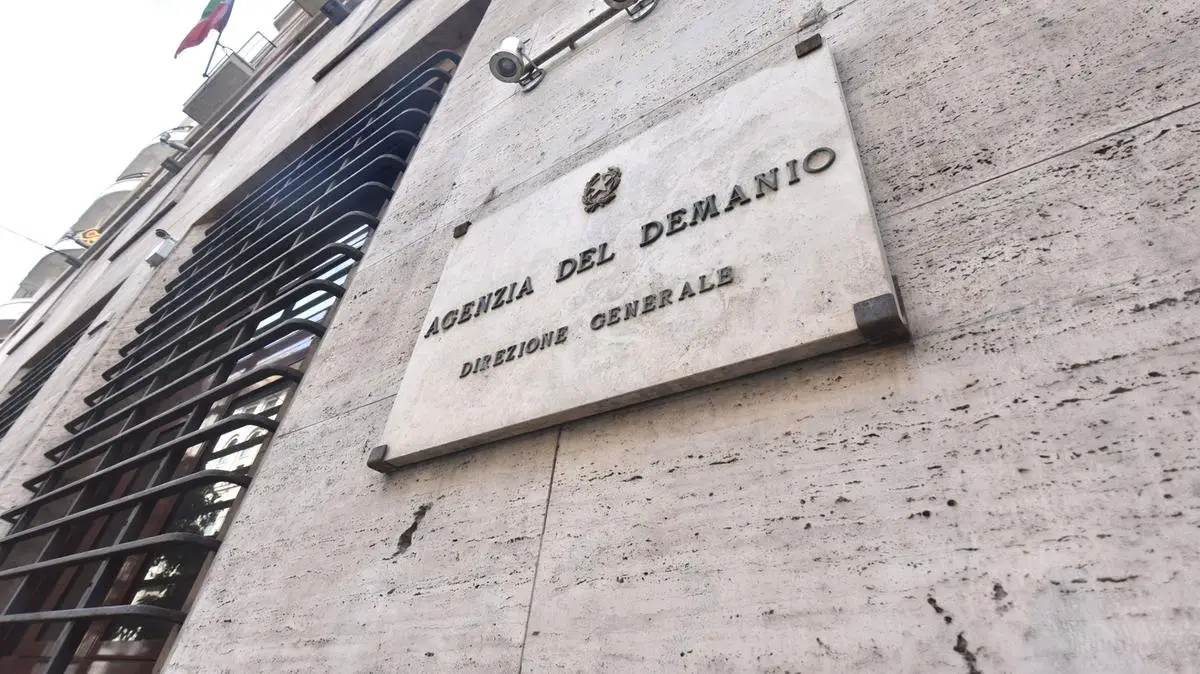 AGENZIA DEL DEMANIO
DIREZIONE GENERALE